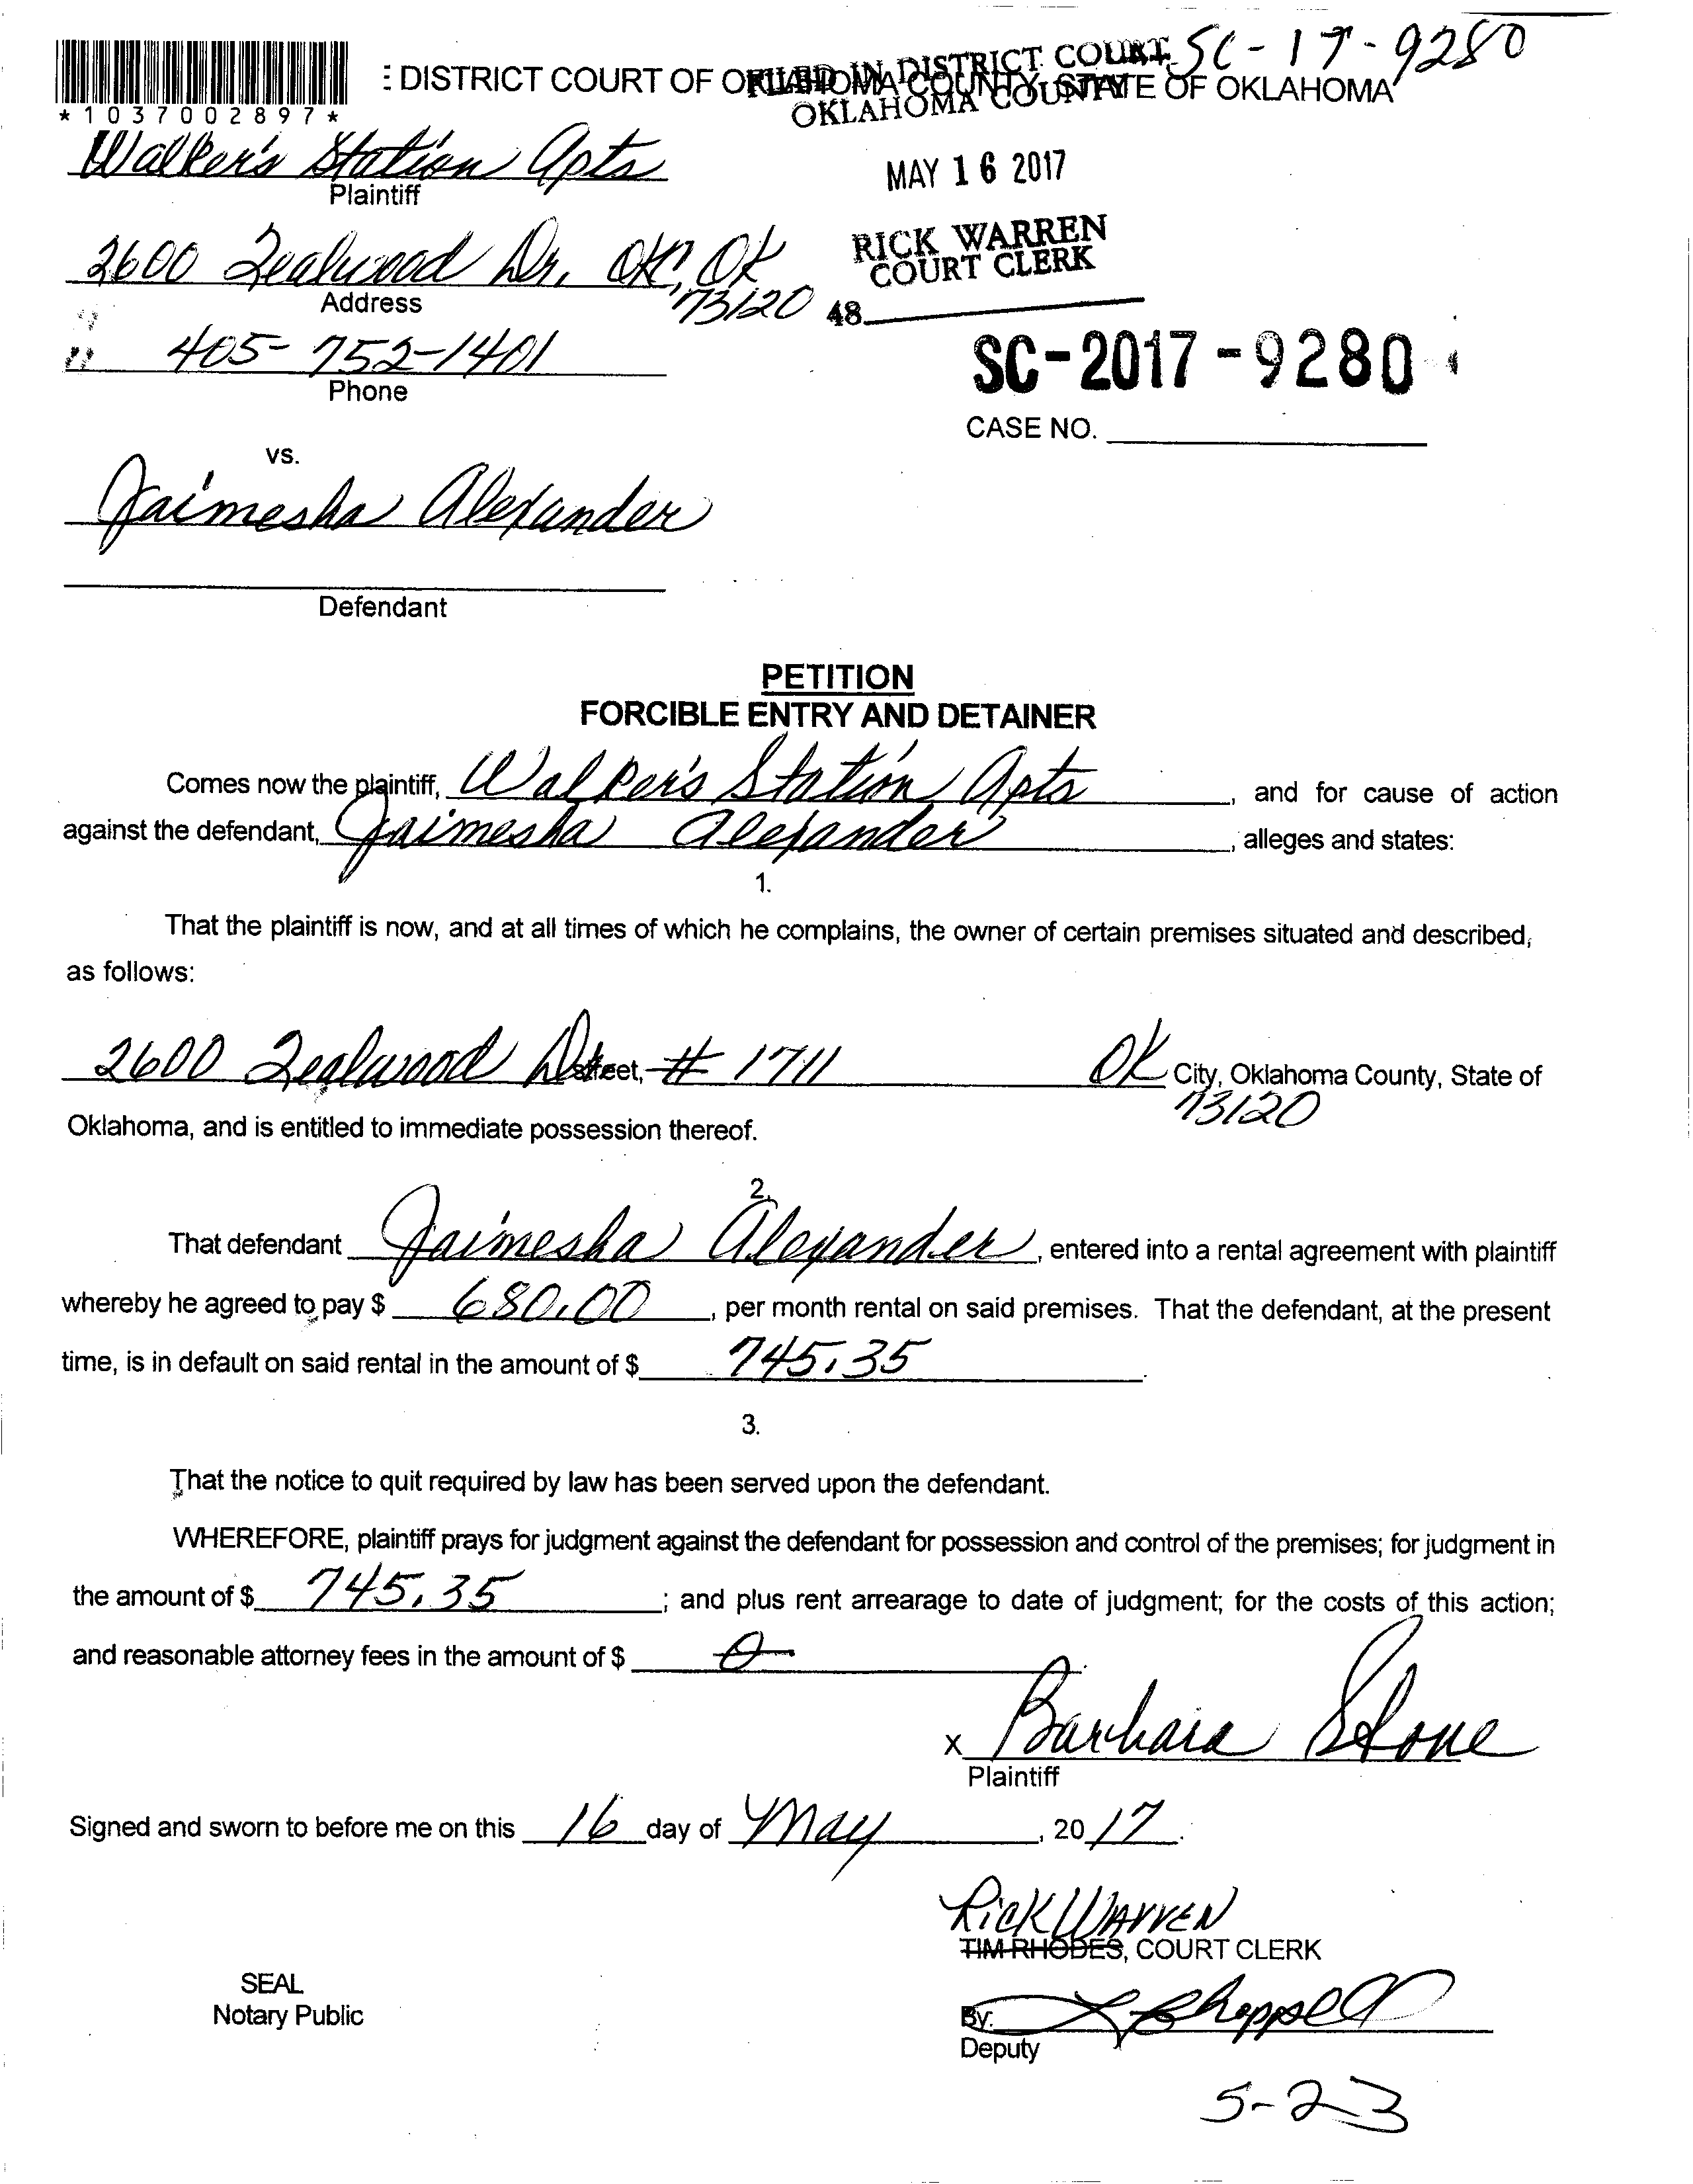 SC-17-9280
: DISTRICT COURT OF OKLAHOMA COUNTY, STATE OF OKLAHOMA
FILED IN DISTRICT COURT
OKLAHOMA COUNTY
*1037002897*
Walker's Station Apts
Plaintiff
MAY 16 2017
RICK WARREN
COURT CLERK
2600 Zealwood Dr, OKC, OK
73120
Address
48
405-752-1401
Phone
SC-2017-9280
CASE NO.
vs.
Jaimesha Alexander
Defendant
PETITION
FORCIBLE ENTRY AND DETAINER
Comes now the plaintiff, Walker's Station Apts, and for cause of action
against the defendant, Jaimesha Alexander, alleges and states:
1.
That the plaintiff is now, and at all times of which he complains, the owner of certain premises situated and described,
as follows:
2600 Zealwood Dr Street, # 1711 OK City, Oklahoma County, State of
73120
Oklahoma, and is entitled to immediate possession thereof.
2.
That defendant Jaimesha Alexander, entered into a rental agreement with plaintiff
whereby he agreed to pay $ 680.00, per month rental on said premises. That the defendant, at the present
time, is in default on said rental in the amount of $ 745.35.
3.
That the notice to quit required by law has been served upon the defendant.
WHEREFORE, plaintiff prays for judgment against the defendant for possession and control of the premises; for judgment in
the amount of $ 745.35; and plus rent arrearage to date of judgment; for the costs of this action;
and reasonable attorney fees in the amount of $ 0.
x Barbara Stone
Plaintiff
Signed and sworn to before me on this 16 day of May, 2017.
Rick Warren
TIM RHODES, COURT CLERK
SEAL
Notary Public
By:
Deputy
5-23